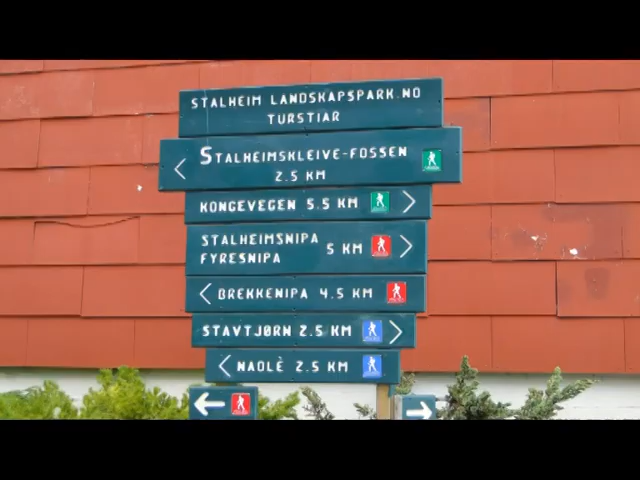 STALHEIM LANDSKAPSPARK.NO
TURSTIAR
STALHEIMSKLEIVE-FOSSEN
2.5 KM
KONGEVEGEN 5.5 KM
STALHEIMSNIPA
FYRESNIPA 5 KM
BREKKENIPA 4.5 KM
STAVTJØRN 2.5 KM
NAOLÈ 2.5 KM